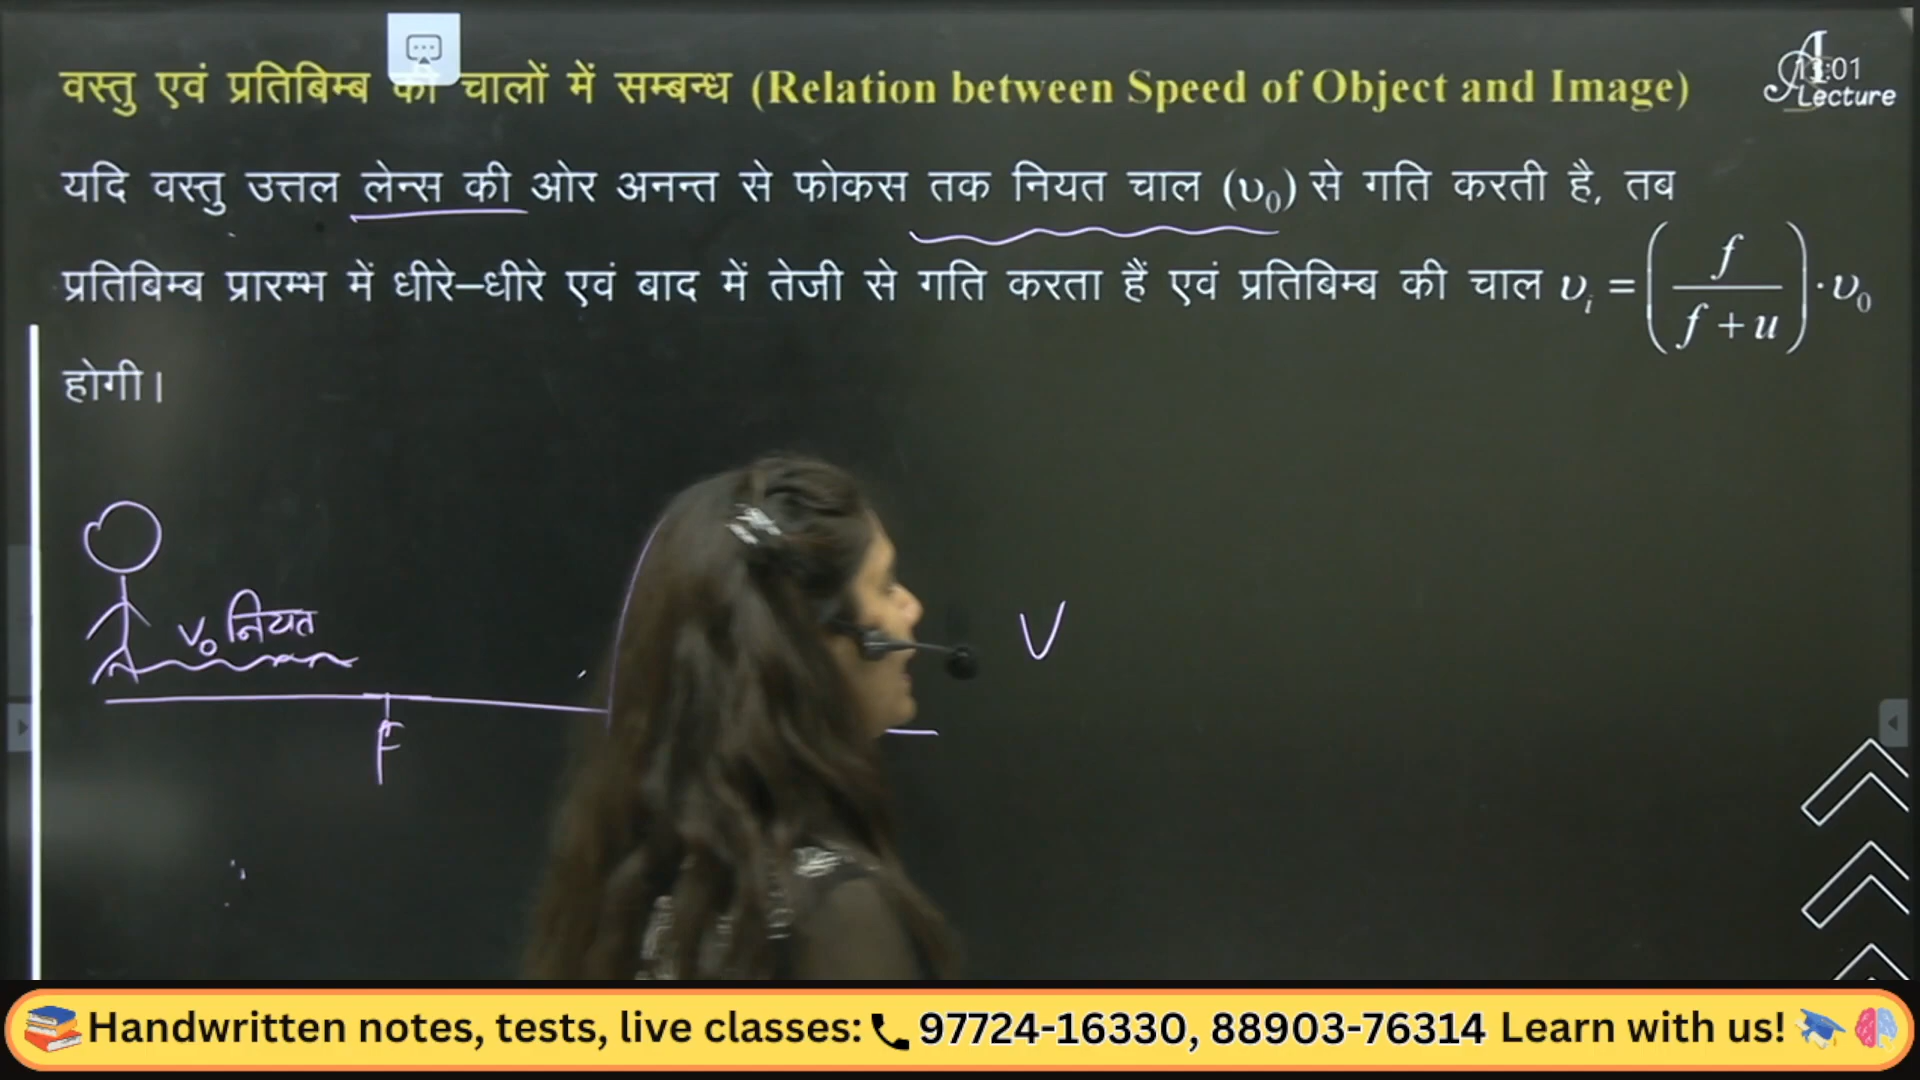 वस्तु एवं प्रतिबिम्ब की चालों में सम्बन्ध (Relation between Speed of Object and Image)
13:01
Lecture
यदि वस्तु उत्तल लेन्स की ओर अनन्त से फोकस तक नियत चाल (υ₀) से गति करती है, तब
प्रतिबिम्ब प्रारम्भ में धीरे–धीरे एवं बाद में तेजी से गति करता हैं एवं प्रतिबिम्ब की चाल υᵢ = (f / f + u) · υ₀
होगी।
V₀ नियत
V
F
Handwritten notes, tests, live classes: 97724-16330, 88903-76314 Learn with us!